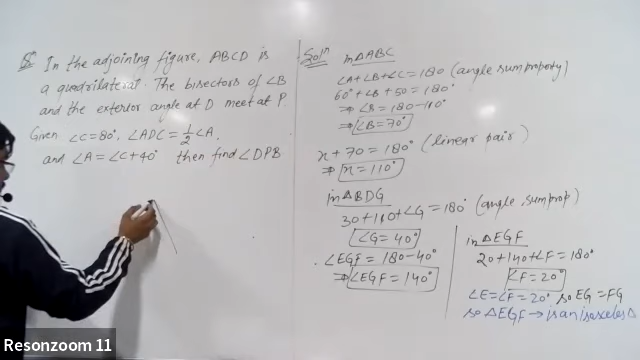 Qⁿ In the adjoining figure, ABCD is
a quadrilateral. The bisectors of ∠B
and the exterior angle at D meet at P.
Given ∠C=80°, ∠ADC = 1/2 ∠A.
and ∠A = ∠C+40° then find ∠DPB
Solⁿ
in △ABC
∠A+∠B+∠C = 180 (angle sum property)
60°+∠B+50 = 180°
⇒ ∠B = 180-110°
⇒ ∠B = 70°
x + 70 = 180° (linear pair)
⇒ x = 110°
in △BDG
30+110+∠G = 180° (angle sum prop)
∠G = 40°
∠EGF = 180-40°
⇒ ∠EGF = 140°
in △EGF
20+140+∠F = 180°
∠F = 20°
∠E=∠F = 20° so EG = FG
so △EGF → is an isosceles △
Resonzoom 11